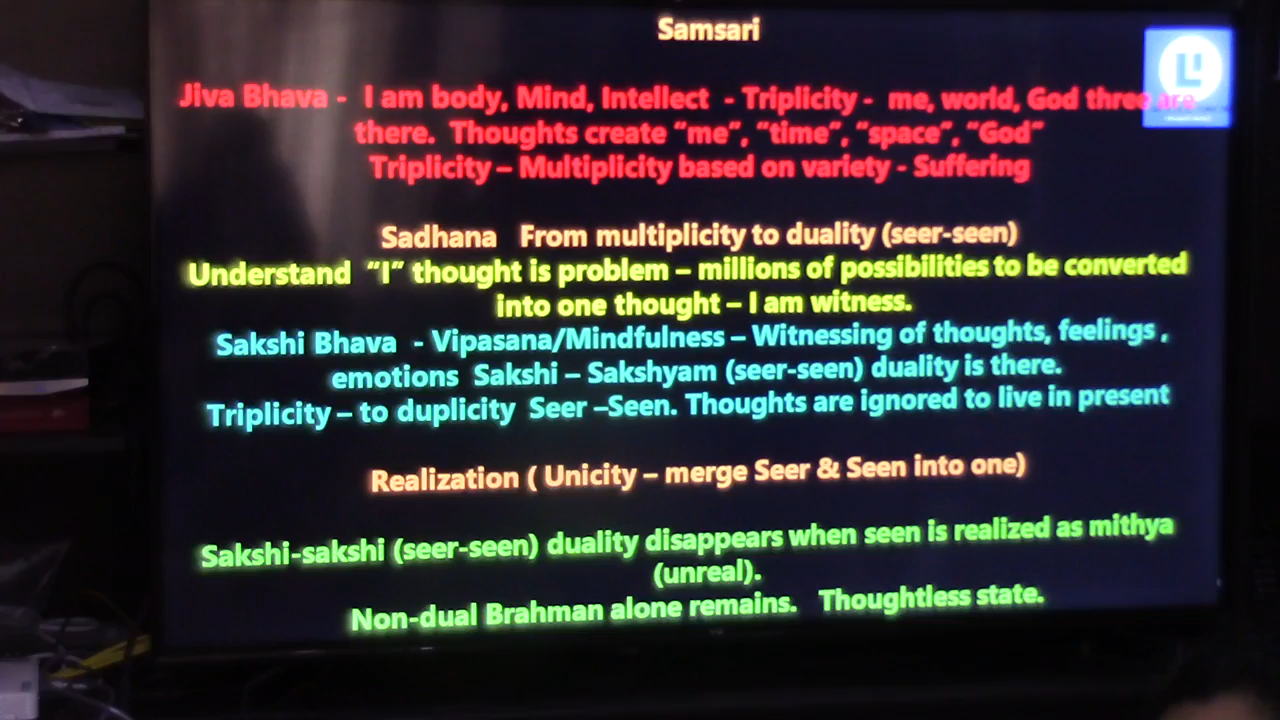 Samsari
Jiva Bhava - I am body, Mind, Intellect - Triplicity - me, world, God three are
there. Thoughts create “me”, “time”, “space”, “God”
Triplicity – Multiplicity based on variety - Suffering
Sadhana From multiplicity to duality (seer-seen)
Understand “I” thought is problem – millions of possibilities to be converted
into one thought – I am witness.
Sakshi Bhava - Vipasana/Mindfulness – Witnessing of thoughts, feelings ,
emotions Sakshi – Sakshyam (seer-seen) duality is there.
Triplicity – to duplicity Seer –Seen. Thoughts are ignored to live in present
Realization ( Unicity – merge Seer & Seen into one)
Sakshi-sakshi (seer-seen) duality disappears when seen is realized as mithya
(unreal).
Non-dual Brahman alone remains. Thoughtless state.